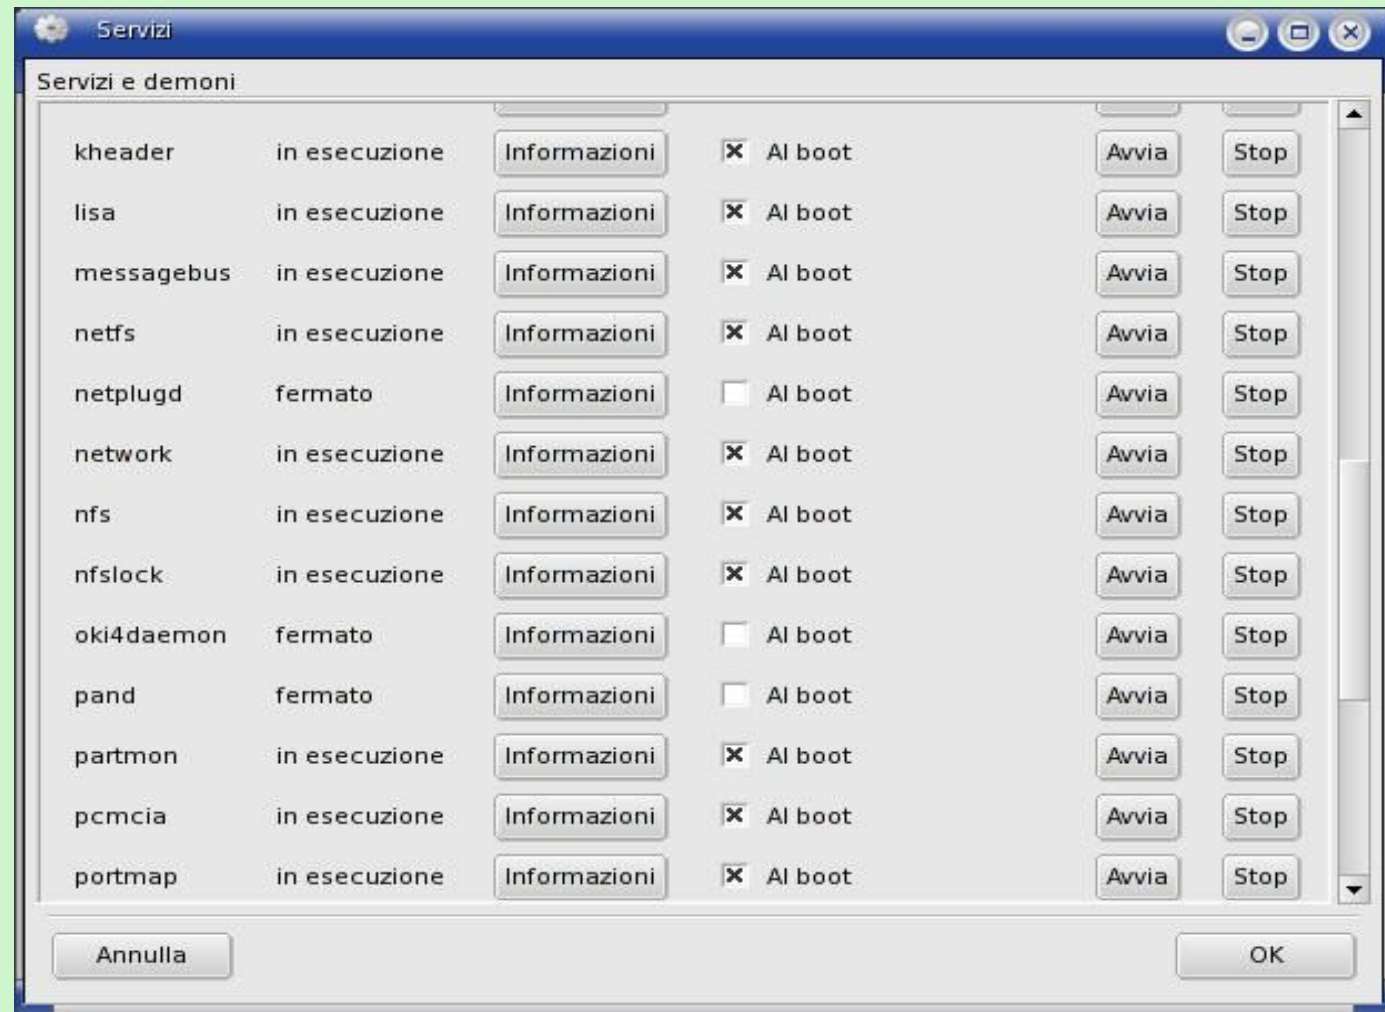 Servizi
Servizi e demoni
kheader in esecuzione Informazioni Al boot Avvia Stop
lisa in esecuzione Informazioni Al boot Avvia Stop
messagebus in esecuzione Informazioni Al boot Avvia Stop
netfs in esecuzione Informazioni Al boot Avvia Stop
netplugd fermato Informazioni Al boot Avvia Stop
network in esecuzione Informazioni Al boot Avvia Stop
nfs in esecuzione Informazioni Al boot Avvia Stop
nfslock in esecuzione Informazioni Al boot Avvia Stop
oki4daemon fermato Informazioni Al boot Avvia Stop
pand fermato Informazioni Al boot Avvia Stop
partmon in esecuzione Informazioni Al boot Avvia Stop
pcmcia in esecuzione Informazioni Al boot Avvia Stop
portmap in esecuzione Informazioni Al boot Avvia Stop
Annulla OK